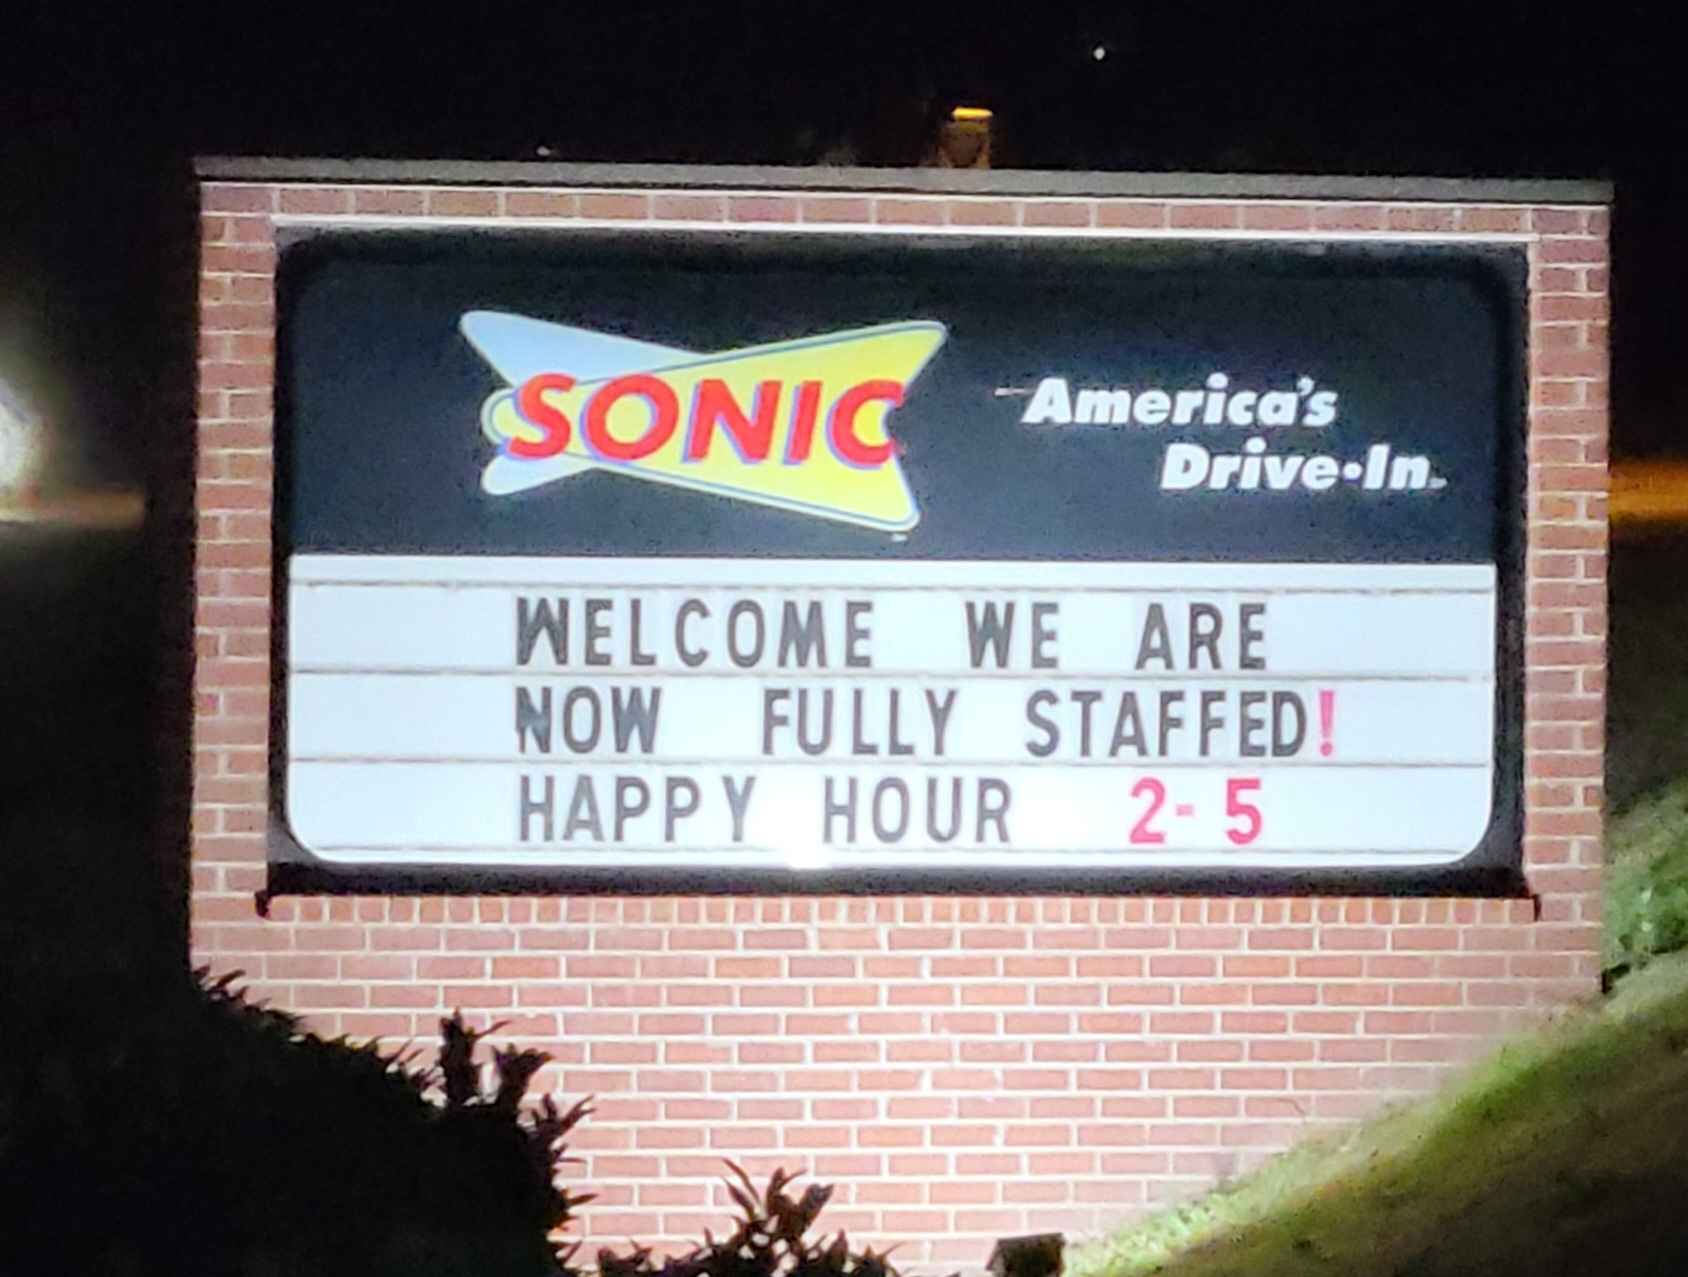 SONIC
America's
Drive-In
WELCOME WE ARE
NOW FULLY STAFFED!
HAPPY HOUR 2-5